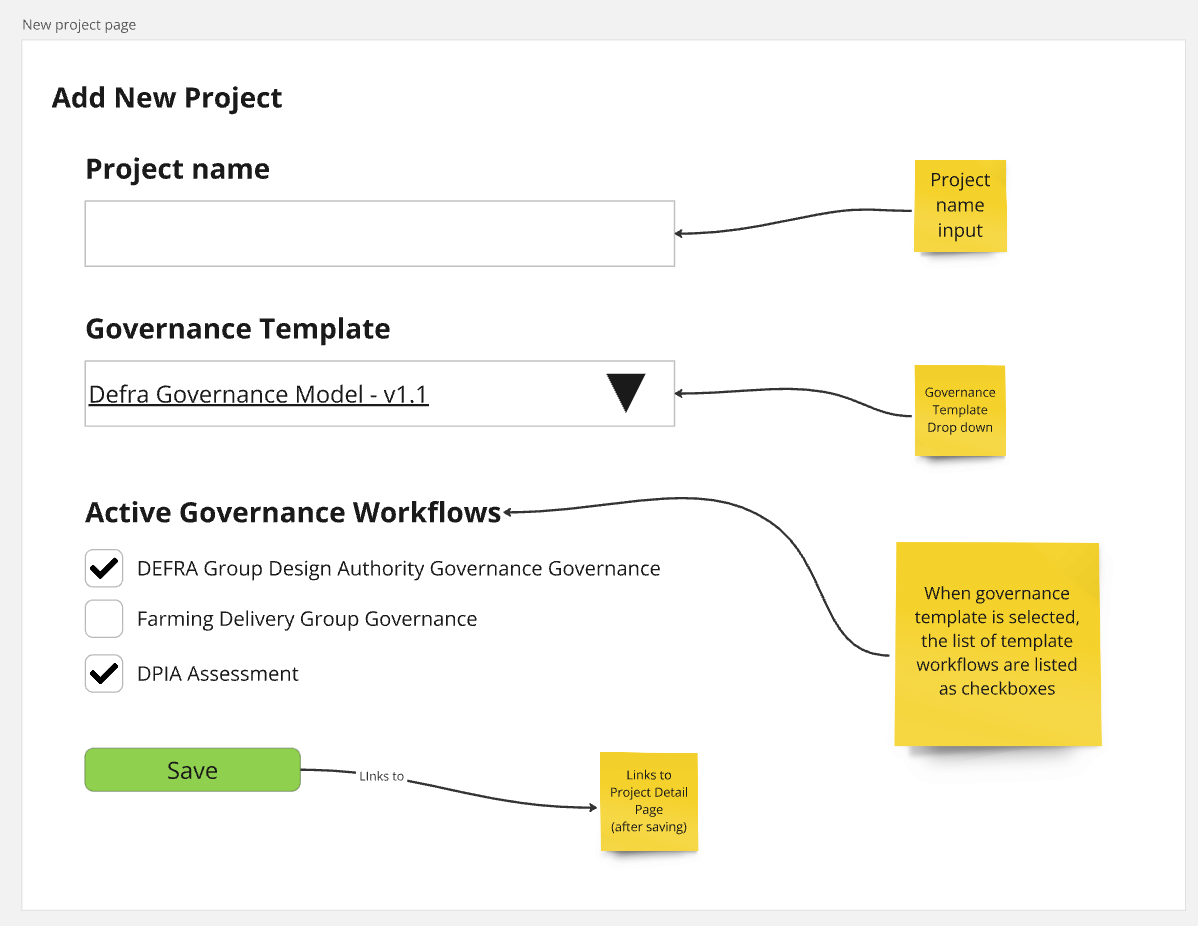 New project page
Add New Project
Project name
Project
name
input
Governance Template
Defra Governance Model - v1.1
Governance
Template
Drop down
Active Governance Workflows
DEFRA Group Design Authority Governance Governance
Farming Delivery Group Governance
DPIA Assessment
When governance
template is selected,
the list of template
workflows are listed
as checkboxes
Save
LInks to
Links to
Project Detail
Page
(after saving)